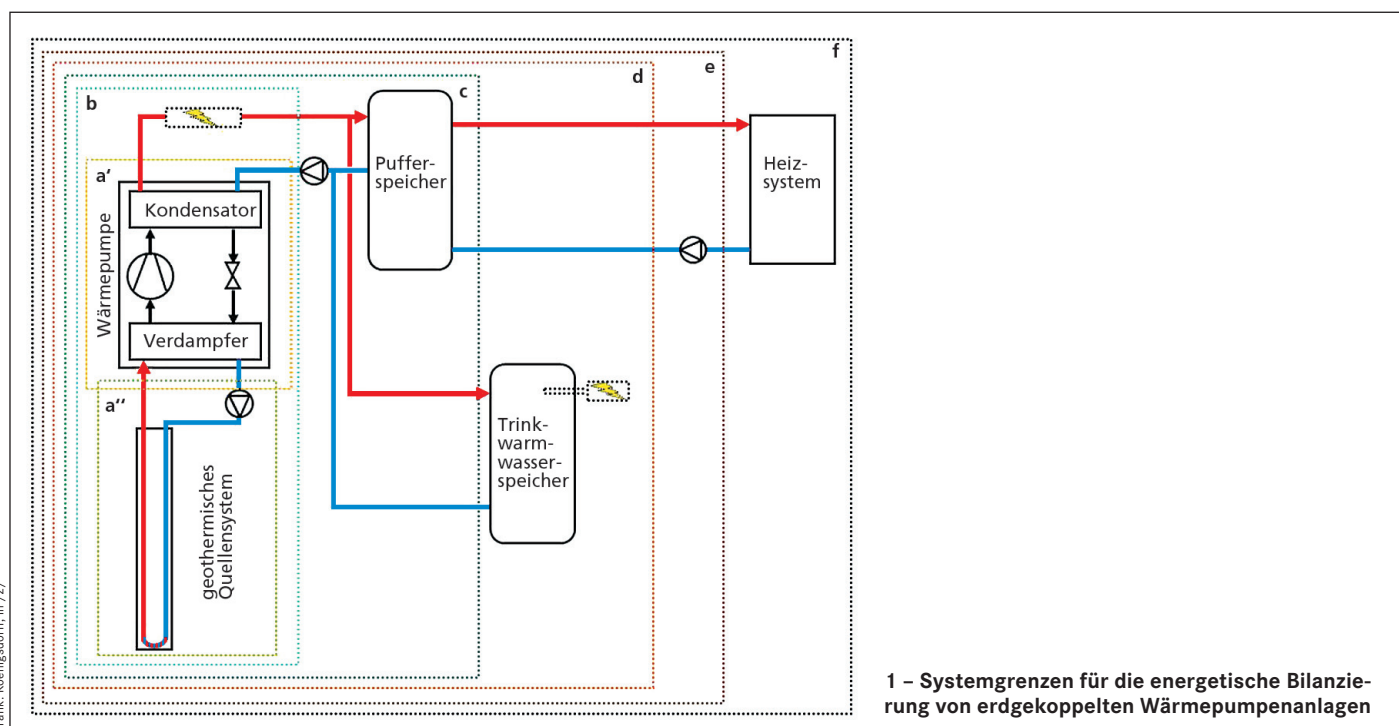 f
e
d
c
b
a'
Puffer-
speicher
Heiz-
system
Kondensator
Wärmepumpe
Verdampfer
a''
geothermisches
Quellensystem
Trink-
warm-
wasser-
speicher
1 – Systemgrenzen für die energetische Bilanzie-
rung von erdgekoppelten Wärmepumpenanlagen